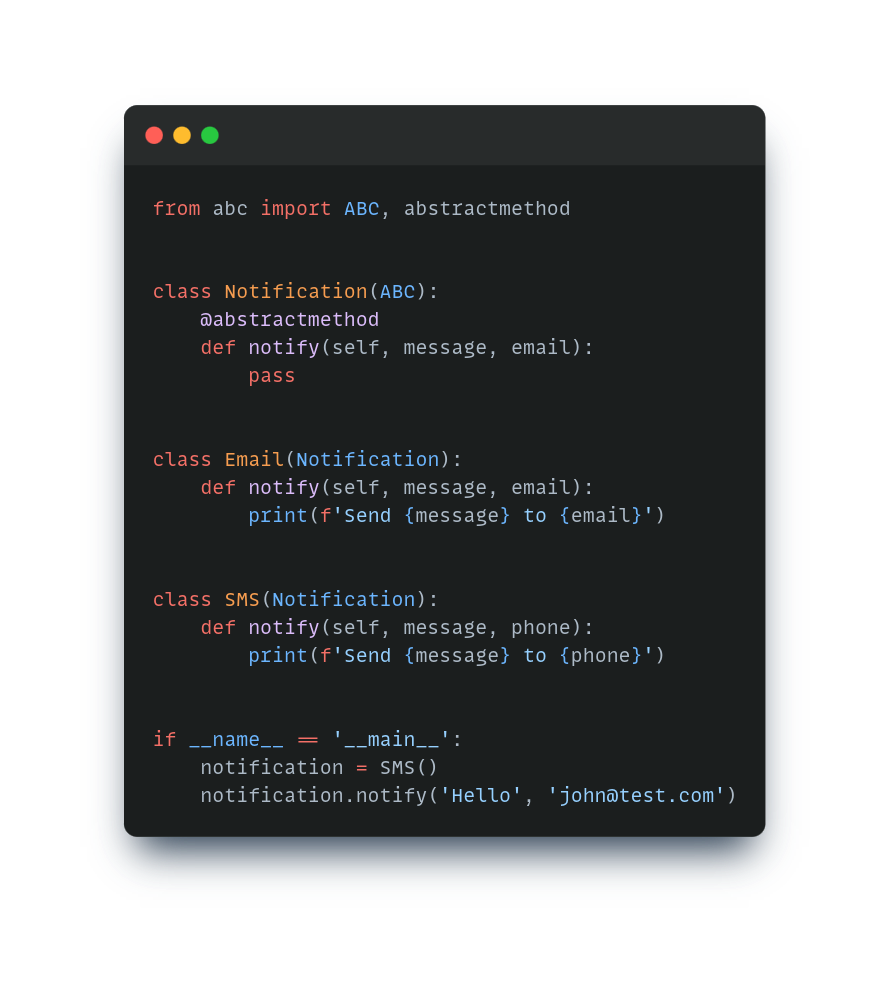 from abc import ABC, abstractmethod
class Notification(ABC):
    @abstractmethod
    def notify(self, message, email):
        pass
class Email(Notification):
    def notify(self, message, email):
        print(f'Send {message} to {email}')
class SMS(Notification):
    def notify(self, message, phone):
        print(f'Send {message} to {phone}')
if __name__ == '__main__':
    notification = SMS()
    notification.notify('Hello', 'john@test.com')